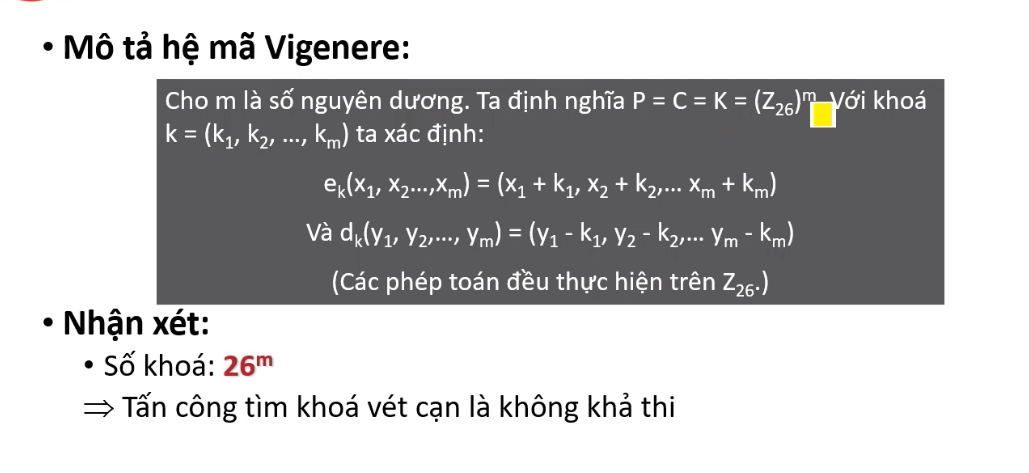 • Mô tả hệ mã Vigenere:
Cho m là số nguyên dương. Ta định nghĩa P = C = K = (Z₂₆)ᵐ. Với khoá
k = (k₁, k₂, ..., kₘ) ta xác định:
eₖ(x₁, x₂...,xₘ) = (x₁ + k₁, x₂ + k₂,... xₘ + kₘ)
Và dₖ(y₁, y₂,..., yₘ) = (y₁ - k₁, y₂ - k₂,... yₘ - kₘ)
(Các phép toán đều thực hiện trên Z₂₆.)
• Nhận xét:
• Số khoá: 26ᵐ
⇒ Tấn công tìm khoá vét cạn là không khả thi